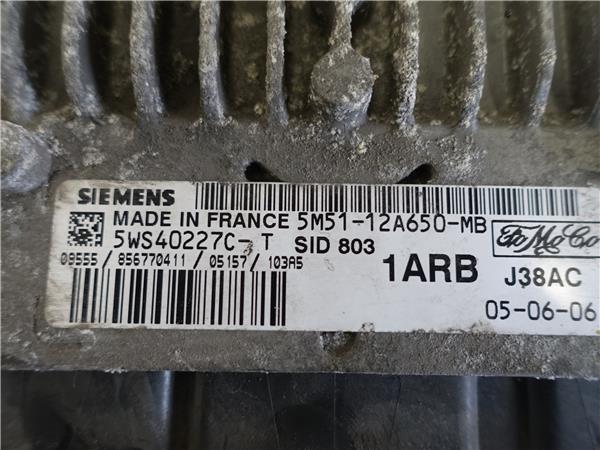 SIEMENS
MADE IN FRANCE 5M51-12A650-MB
5WS40227C-T SID 803
FoMoCo
09555 / 856770411 / 05157 / 103A5
1ARB J38AC
05-06-06